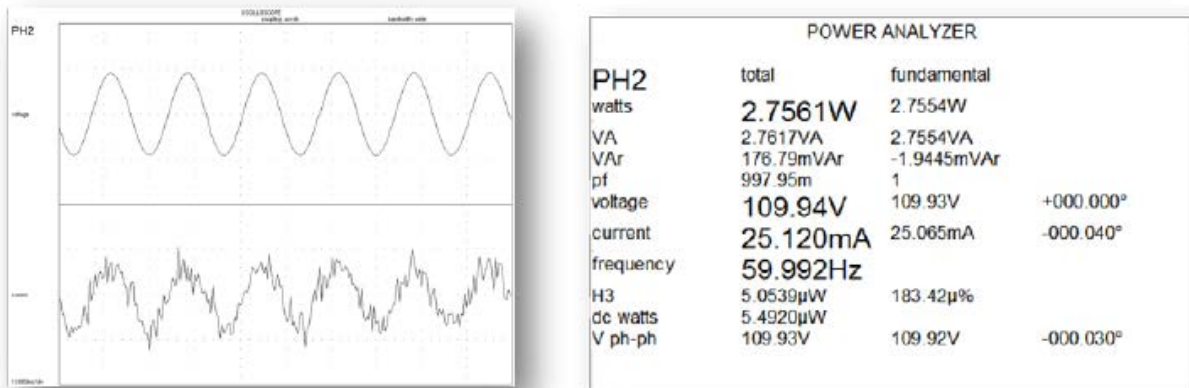 OSCILLOSCOPE
PH2
voltage
current
POWER ANALYZER
PH2 total fundamental
watts 2.7561W 2.7554W
VA 2.7617VA 2.7554VA
VAr 176.79mVAr -1.9445mVAr
pf 997.95m 1
voltage 109.94V 109.93V +000.000°
current 25.120mA 25.065mA -000.040°
frequency 59.992Hz
H3 5.0539µW 183.42µ%
dc watts 5.4920µW
V ph-ph 109.93V 109.92V -000.030°